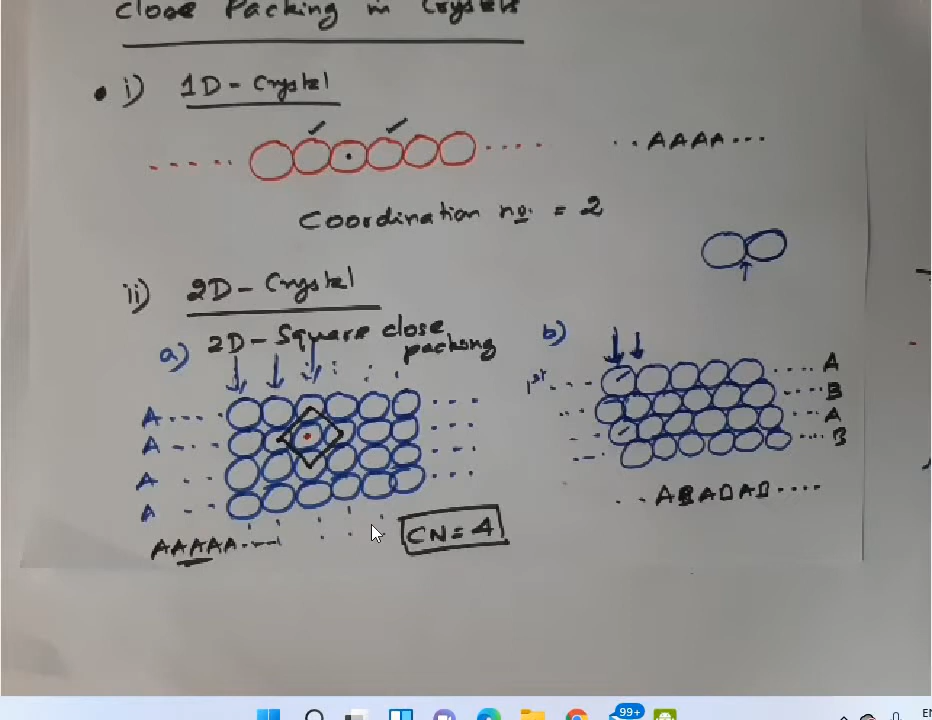 Close Packing in Crystals
i) 1D - Crystal
..... ..... ..AAAA...
Coordination no. = 2
ii) 2D - Crystal
a) 2D - Square close packing
A.... ....
A.... ...
A .. ...
A ... ...
AAAAA.....
CN = 4
b)
1st... ....A
.. ...B
.. ...A
... ...B
..ABABAB....
99+